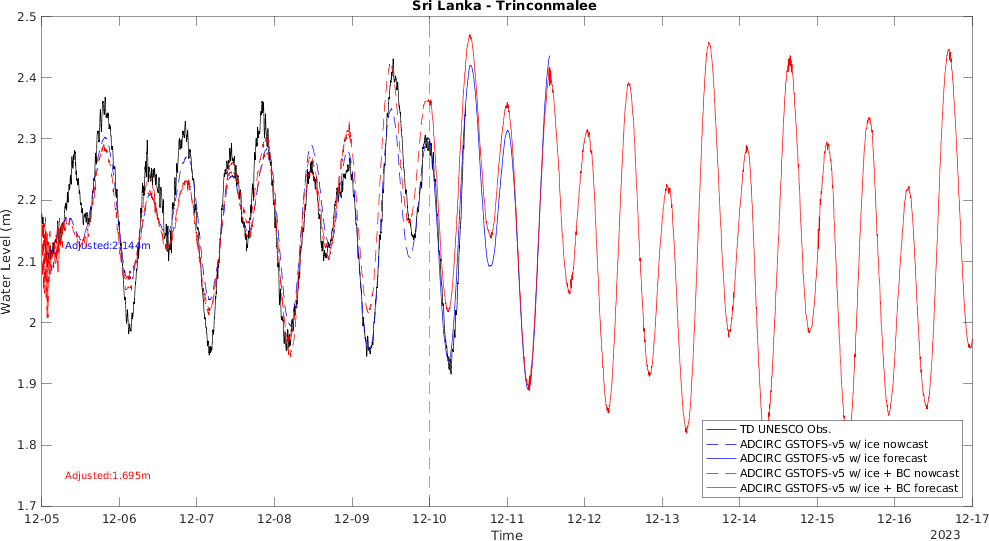 Sri Lanka - Trinconmalee
2.5
2.4
2.3
2.2
2.1
2
1.9
1.8
1.7
Water Level (m)
Adjusted:2.144m
Adjusted:1.695m
TD UNESCO Obs.
ADCIRC GSTOFS-v5 w/ ice nowcast
ADCIRC GSTOFS-v5 w/ ice forecast
ADCIRC GSTOFS-v5 w/ ice + BC nowcast
ADCIRC GSTOFS-v5 w/ ice + BC forecast
12-05 12-06 12-07 12-08 12-09 12-10 12-11 12-12 12-13 12-14 12-15 12-16 12-17
Time
2023